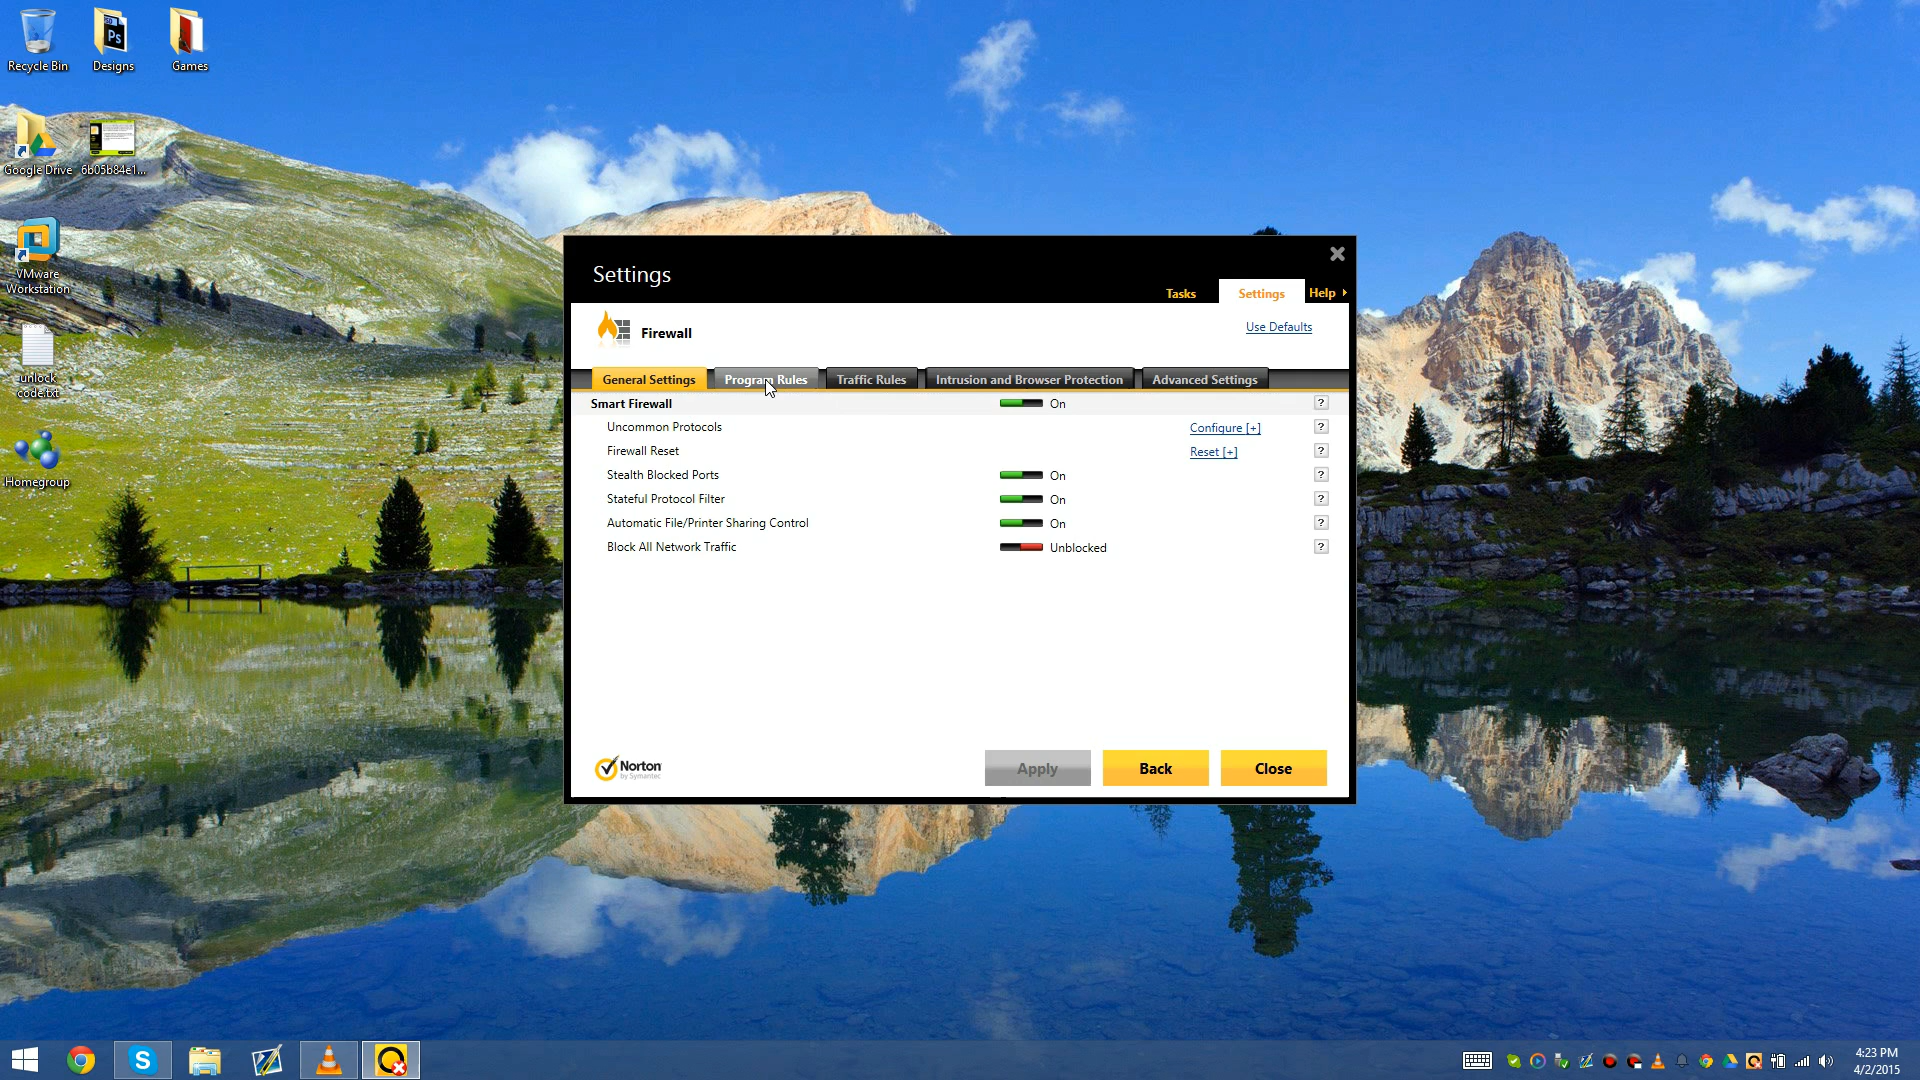 Recycle Bin
Designs
Games
Google Drive
6b05b84e1...
VMware
Workstation
unlock
code.txt
Homegroup
Settings
Tasks
Settings
Help
Firewall
Use Defaults
General Settings
Program Rules
Traffic Rules
Intrusion and Browser Protection
Advanced Settings
Smart Firewall
On
?
Uncommon Protocols
Configure [+]
?
Firewall Reset
Reset [+]
?
Stealth Blocked Ports
On
?
Stateful Protocol Filter
On
?
Automatic File/Printer Sharing Control
On
?
Block All Network Traffic
Unblocked
?
Norton
by Symantec
Apply
Back
Close
4:23 PM
4/2/2015